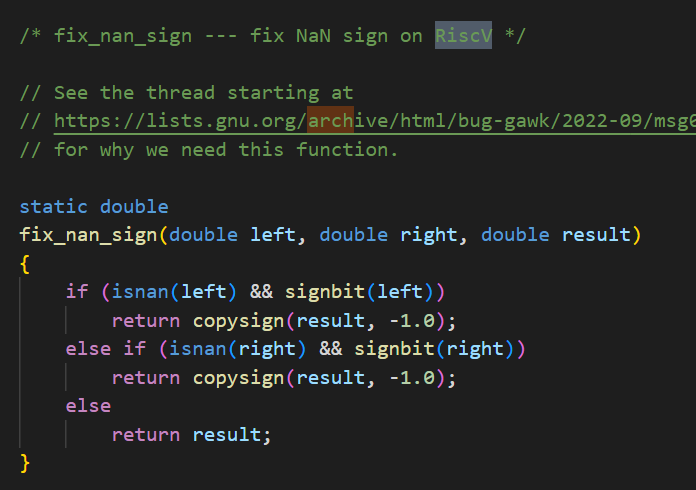 /* fix_nan_sign --- fix NaN sign on RiscV */
// See the thread starting at
// https://lists.gnu.org/archive/html/bug-gawk/2022-09/msg0
// for why we need this function.
static double
fix_nan_sign(double left, double right, double result)
{
if (isnan(left) && signbit(left))
return copysign(result, -1.0);
else if (isnan(right) && signbit(right))
return copysign(result, -1.0);
else
return result;
}